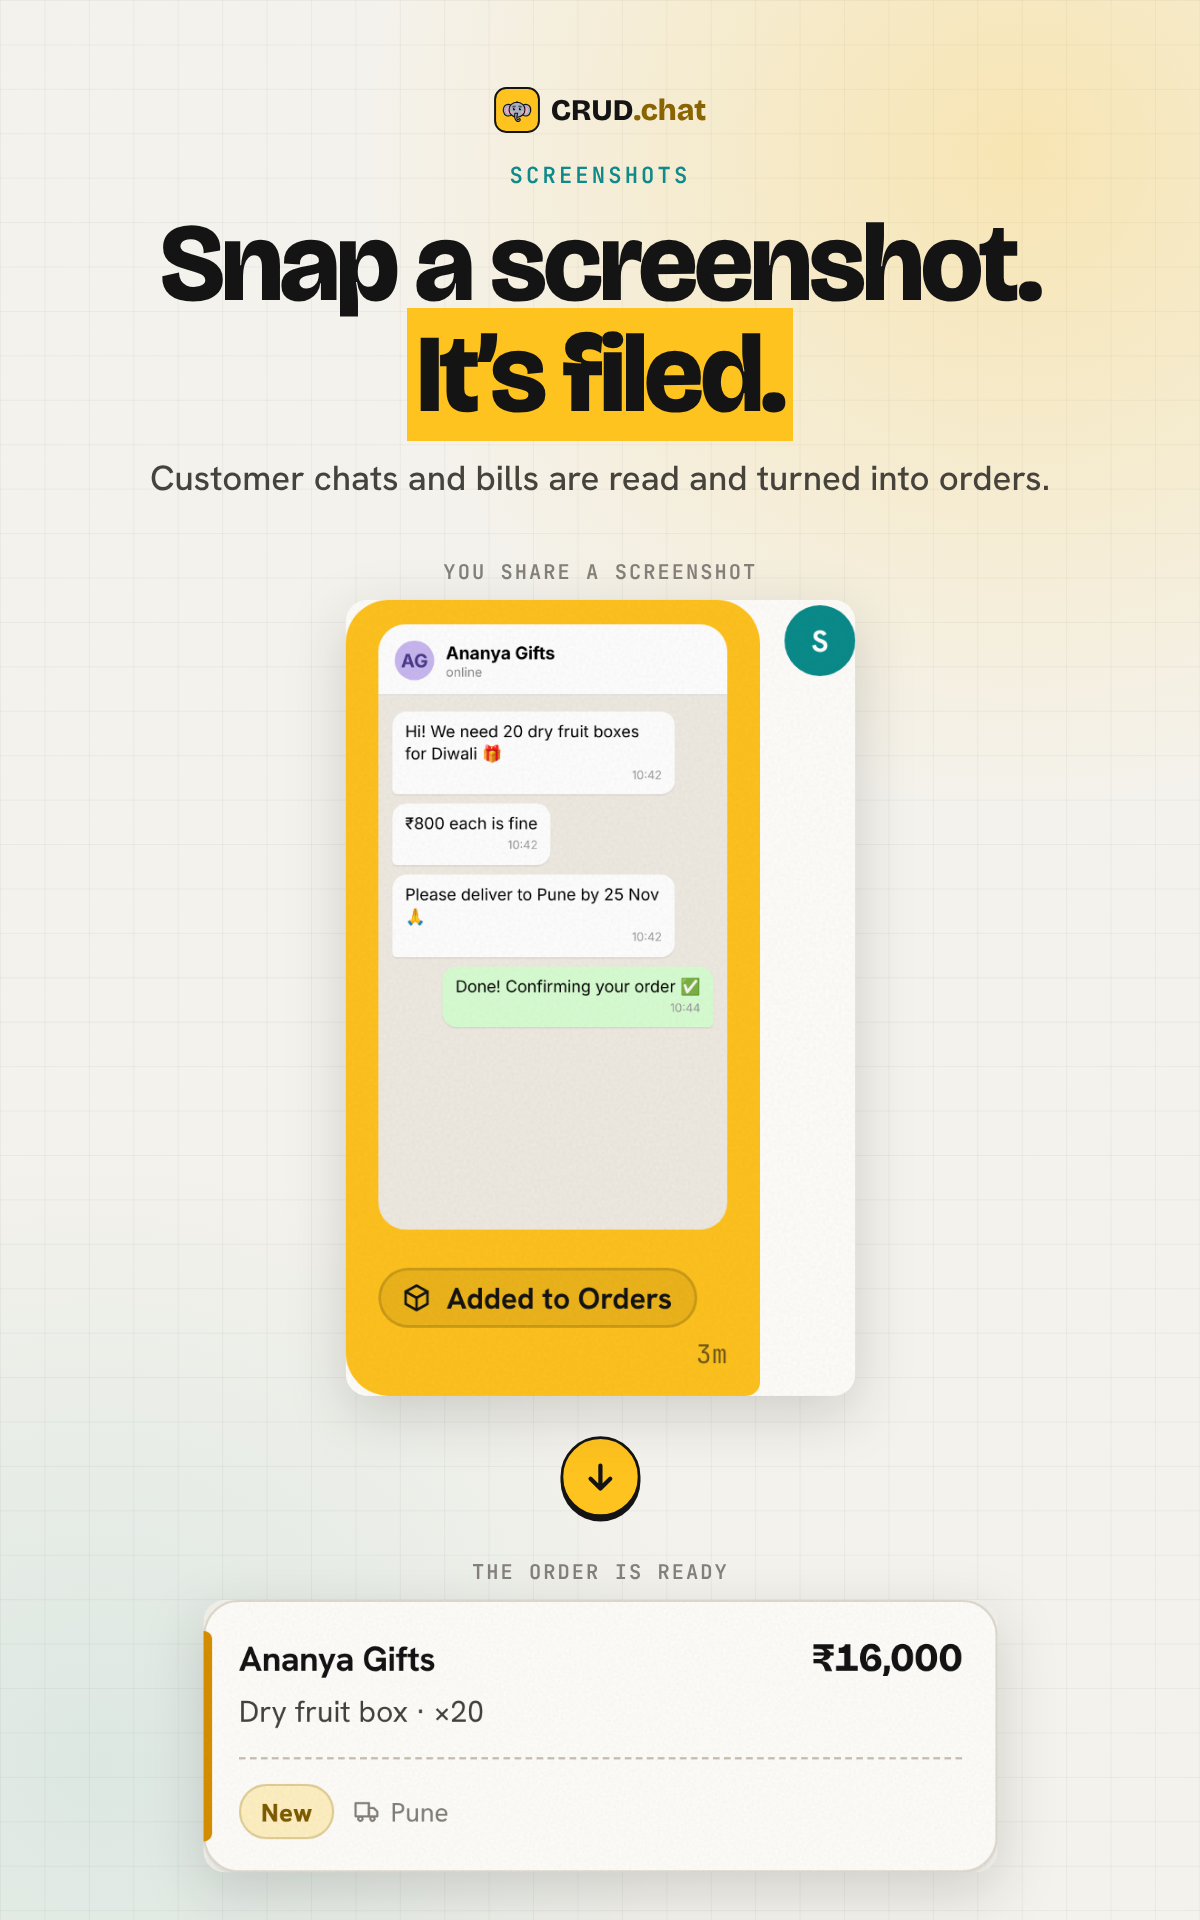 CRUD.chat
SCREENSHOTS
Snap a screenshot.
It’s filed.
Customer chats and bills are read and turned into orders.
YOU SHARE A SCREENSHOT
S
AG
Ananya Gifts
online
Hi! We need 20 dry fruit boxes
for Diwali 🎁
10:42
₹800 each is fine
10:42
Please deliver to Pune by 25 Nov
🙏
10:42
Done! Confirming your order ✅
10:44
Added to Orders
3m
THE ORDER IS READY
Ananya Gifts ₹16,000
Dry fruit box · ×20
New Pune